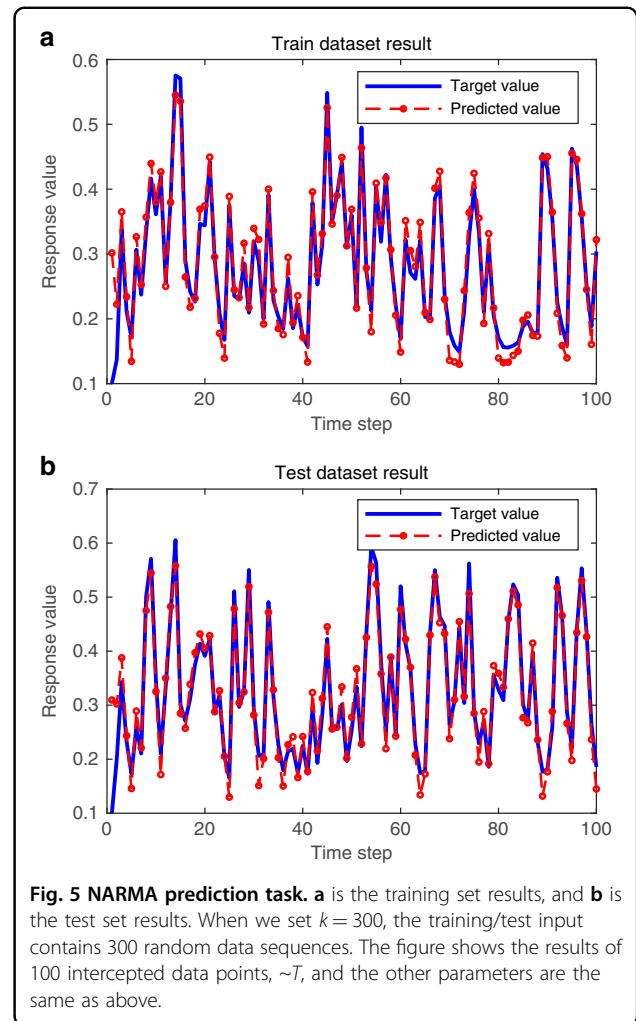 a
Train dataset result
0.6
0.5
0.4
0.3
0.2
0.1
Response value
Target value
Predicted value
0 20 40 60 80 100
Time step
b
Test dataset result
0.7
0.6
0.5
0.4
0.3
0.2
0.1
Response value
Target value
Predicted value
0 20 40 60 80 100
Time step
Fig. 5 NARMA prediction task. a is the training set results, and b is
the test set results. When we set k = 300, the training/test input
contains 300 random data sequences. The figure shows the results of
100 intercepted data points, ~T, and the other parameters are the
same as above.